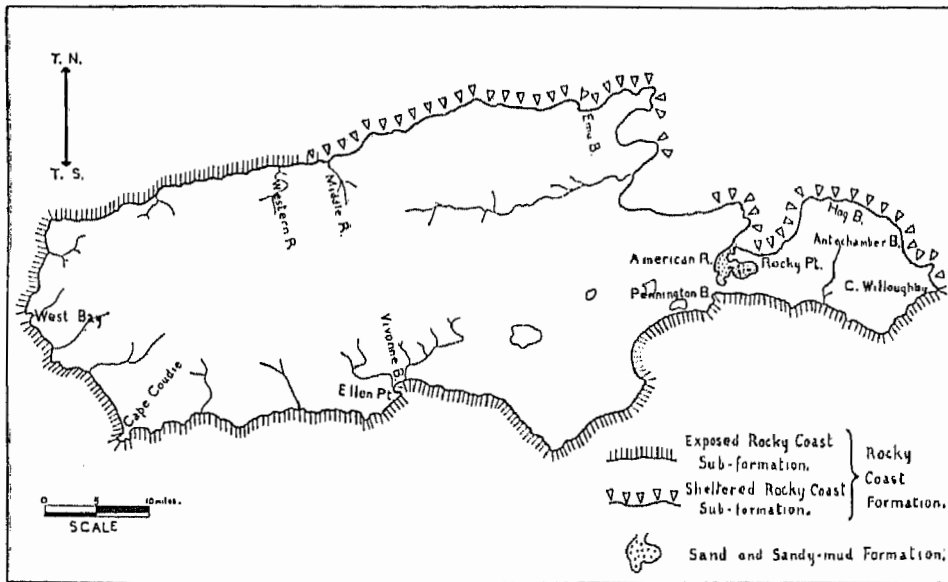 T. N.
T. S.
Emu B.
Western R.
Middle R.
Hog B.
Antechamber B.
American R.
Rocky Pt.
C. Willoughby
Pennington B.
West Bay
Vivonne B.
Ellen Pt.
Cape Coudie
Exposed Rocky Coast
Sub-formation.
Sheltered Rocky Coast
Sub-formation.
Rocky
Coast
Formation.
Sand and Sandy-mud Formation;
0 5 10 miles.
SCALE